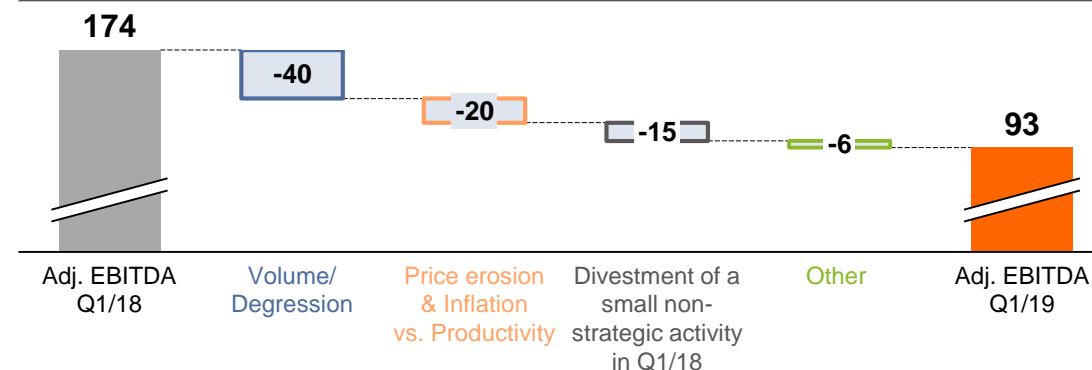 174
-40
-20
-15
-6
93
Adj. EBITDA
Q1/18
Volume/
Degression
Price erosion
& Inflation
vs. Productivity
Divestment of a
small non-
strategic activity
in Q1/18
Other
Adj. EBITDA
Q1/19